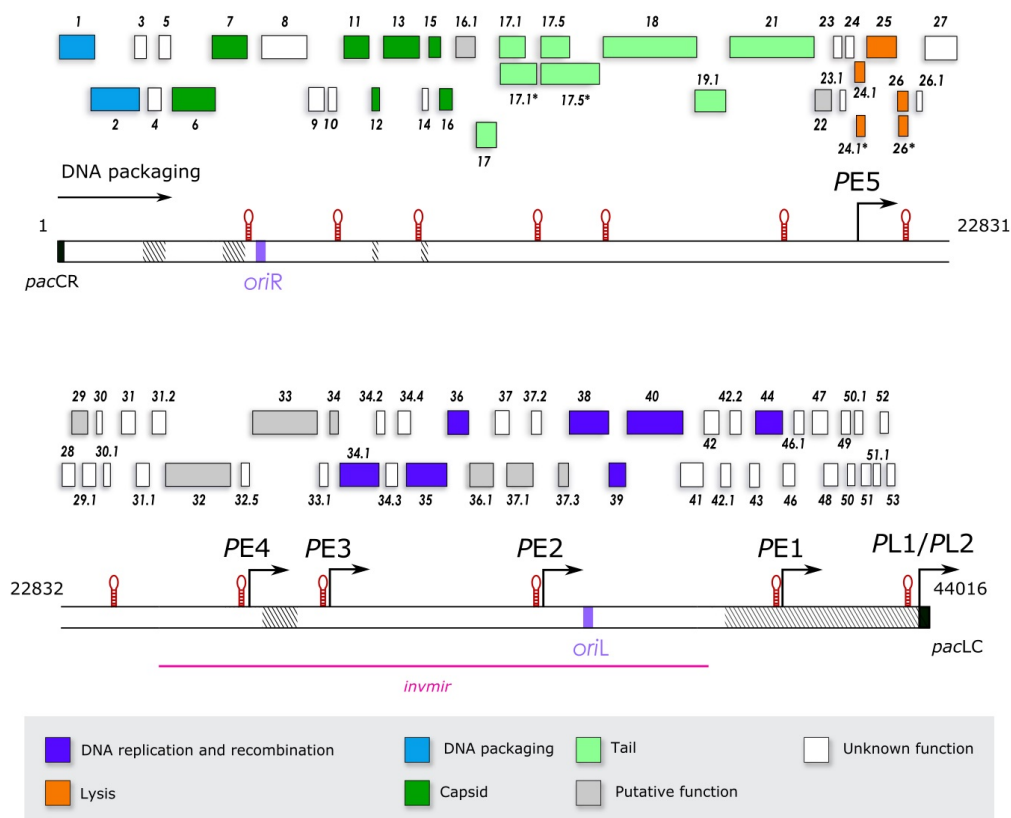 1 3 5 7 8 11 13 15 16.1 17.1 17.5 18 21 23 24 25 27
19.1 23.1 24.1 26 26.1
17.1* 17.5*
2 4 6 9 10 12 14 16 22
24.1* 26*
17
DNA packaging
PE5
1 22831
pacCR
oriR
29 30 31 31.2 33 34 34.2 34.4 36 37 37.2 38 40 42 42.2 44 46.1 47 49 50.1 52
28 29.1 30.1 31.1 32 32.5 33.1 34.1 34.3 35 36.1 37.1 37.3 39 41 42.1 43 46 48 50 51 51.1 53
PE4 PE3 PE2 PE1 PL1/PL2
22832 44016
oriL
pacLC
invmir
DNA replication and recombination DNA packaging Tail Unknown function
Lysis Capsid Putative function